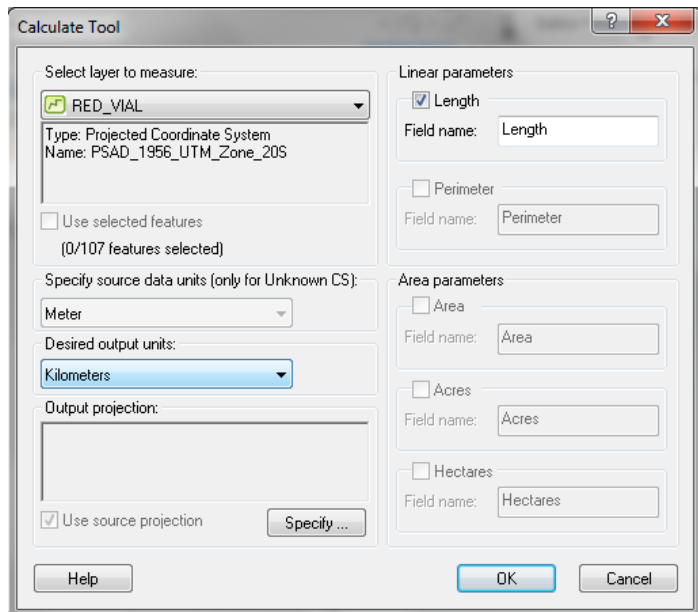 Calculate Tool
Select layer to measure:
RED_VIAL
Type: Projected Coordinate System
Name: PSAD_1956_UTM_Zone_20S
Use selected features
(0/107 features selected)
Specify source data units (only for Unknown CS):
Meter
Desired output units:
Kilometers
Output projection:
Use source projection
Specify ...
Linear parameters
Length
Field name: Length
Perimeter
Field name: Perimeter
Area parameters
Area
Field name: Area
Acres
Field name: Acres
Hectares
Field name: Hectares
Help
OK
Cancel